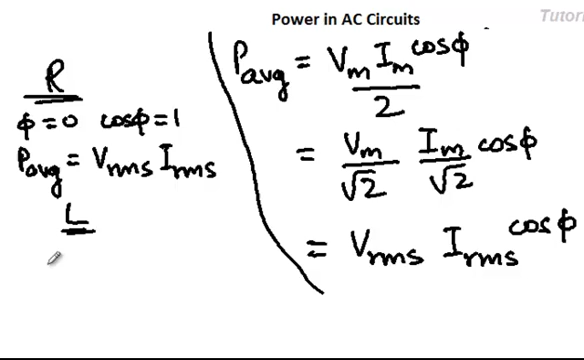 Power in AC Circuits
Tutor
R
φ = 0 cosφ = 1
Pavg = Vrms Irms
L
Pavg = Vm Im cosφ / 2
= Vm/√2 Im/√2 cosφ
= Vrms Irms cosφ